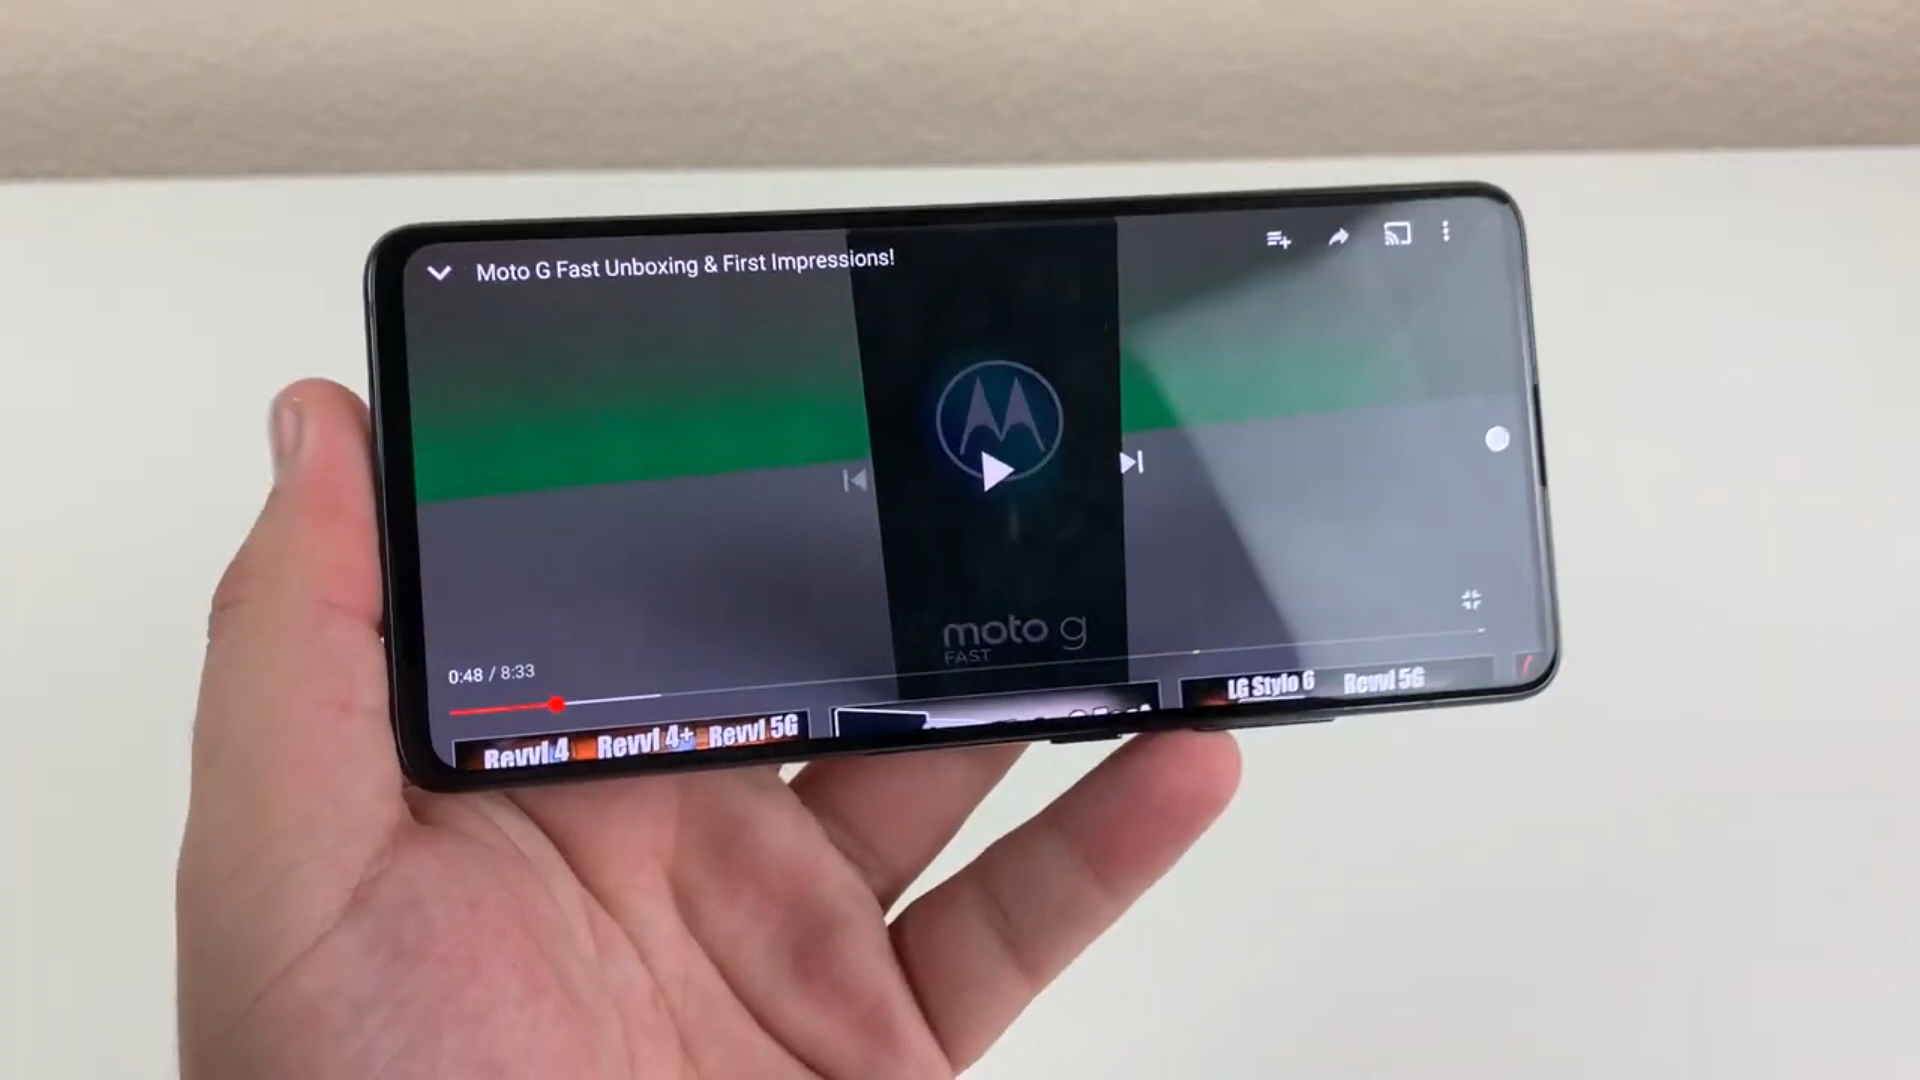 Moto G Fast Unboxing & First Impressions!
moto g
FAST
0:48 / 8:33
Revvl 4 Revvl 4+ Revvl 5G
LG Stylo 6 Revvl 5G